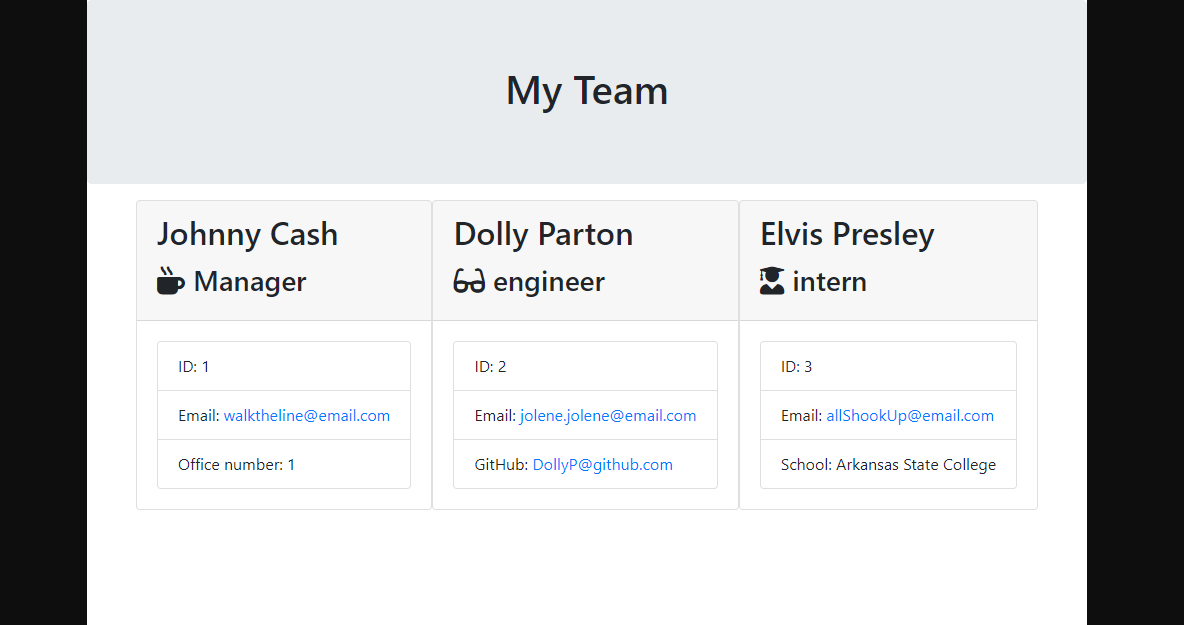 My Team
Johnny Cash
Manager
ID: 1
Email: walktheline@email.com
Office number: 1
Dolly Parton
engineer
ID: 2
Email: jolene.jolene@email.com
GitHub: DollyP@github.com
Elvis Presley
intern
ID: 3
Email: allShookUp@email.com
School: Arkansas State College